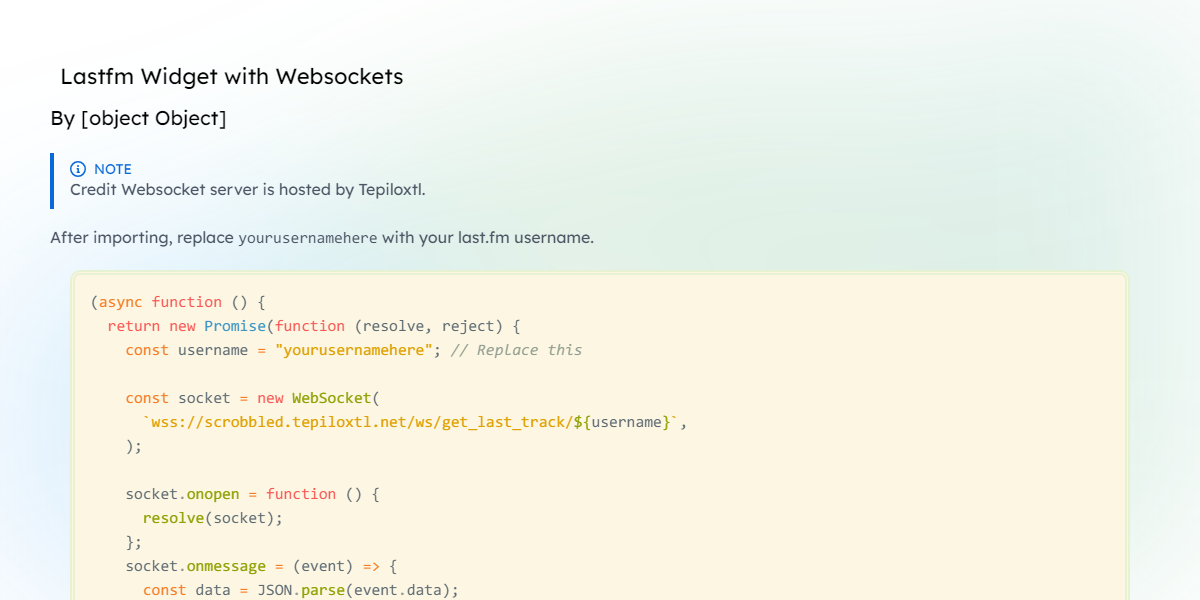 Lastfm Widget with Websockets
By [object Object]
NOTE
Credit Websocket server is hosted by Tepiloxtl.
After importing, replace yourusernamehere with your last.fm username.
(async function () {
  return new Promise(function (resolve, reject) {
    const username = "yourusernamehere"; // Replace this
    const socket = new WebSocket(
      `wss://scrobbled.tepiloxtl.net/ws/get_last_track/${username}`,
    );
    socket.onopen = function () {
      resolve(socket);
    };
    socket.onmessage = (event) => {
      const data = JSON.parse(event.data);